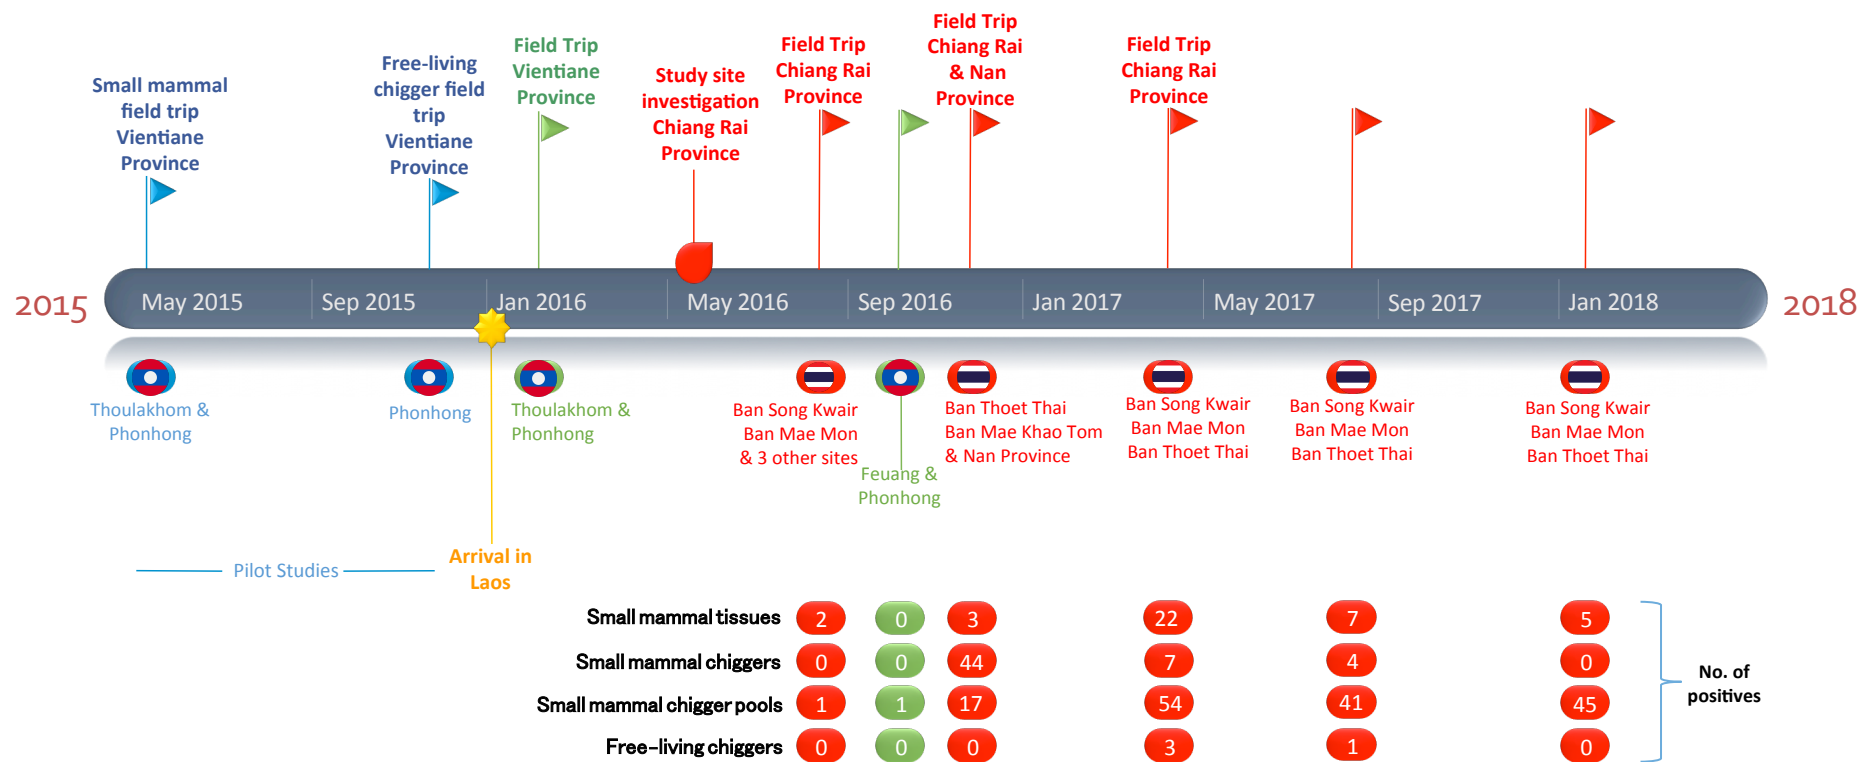 Small mammal
field trip
Vientiane
Province
Free-living
chigger field
trip
Vientiane
Province
Field Trip
Vientiane
Province
Study site
investigation
Chiang Rai
Province
Field Trip
Chiang Rai
Province
Field Trip
Chiang Rai
& Nan
Province
Field Trip
Chiang Rai
Province
2015
May 2015
Sep 2015
Jan 2016
May 2016
Sep 2016
Jan 2017
May 2017
Sep 2017
Jan 2018
2018
Thoulakhom &
Phonhong
Phonhong
Thoulakhom &
Phonhong
Ban Song Kwair
Ban Mae Mon
& 3 other sites
Feuang &
Phonhong
Ban Thoet Thai
Ban Mae Khao Tom
& Nan Province
Ban Song Kwair
Ban Mae Mon
Ban Thoet Thai
Ban Song Kwair
Ban Mae Mon
Ban Thoet Thai
Ban Song Kwair
Ban Mae Mon
Ban Thoet Thai
Pilot Studies
Arrival in
Laos
Small mammal tissues 2 0 3 22 7 5
Small mammal chiggers 0 0 44 7 4 0
Small mammal chigger pools 1 1 17 54 41 45
Free-living chiggers 0 0 0 3 1 0
No. of
positives